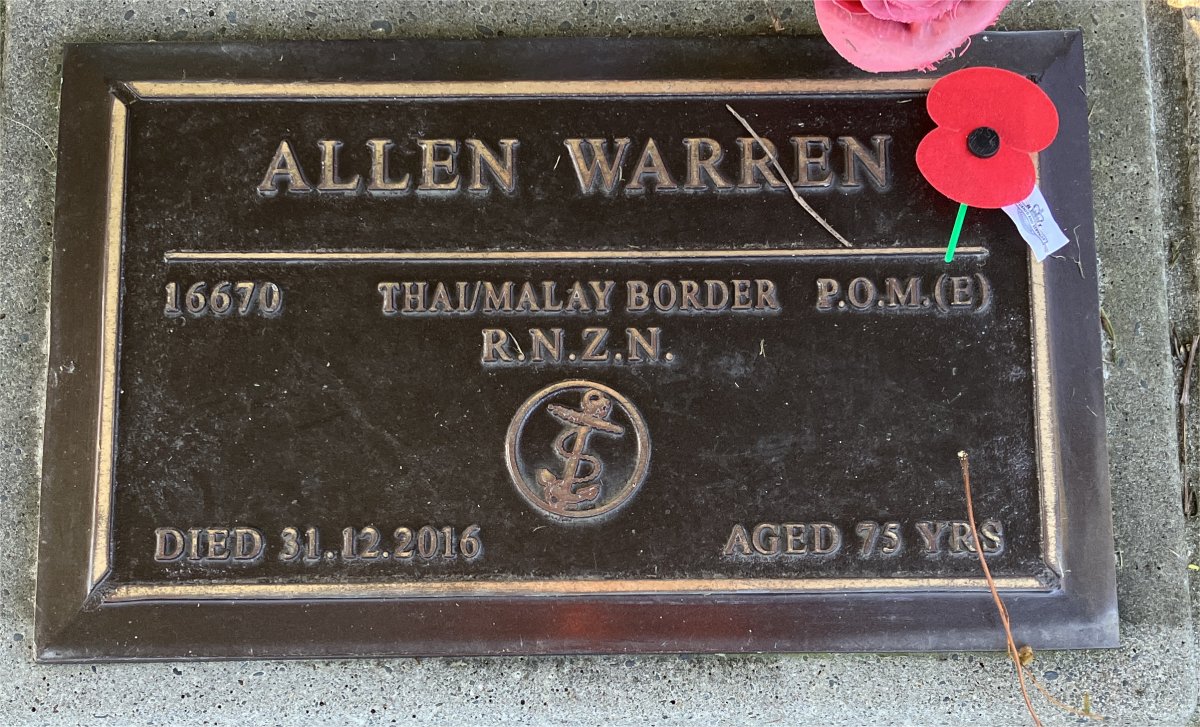 ALLEN WARREN
16670 THAI/MALAY BORDER P.O.M.(E)
R.N.Z.N.
DIED 31.12.2016 AGED 75 YRS